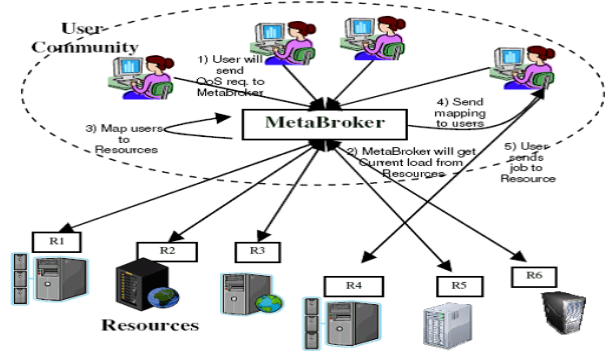 User
Community
1) User will
send
QoS req. to
MetaBroker
3) Map users
to
Resources
MetaBroker
4) Send
mapping
to users
2) MetaBroker will get
Current load from
Resources
5) User
sends
job to
Resource
R1
R2
R3
R4
R5
R6
Resources